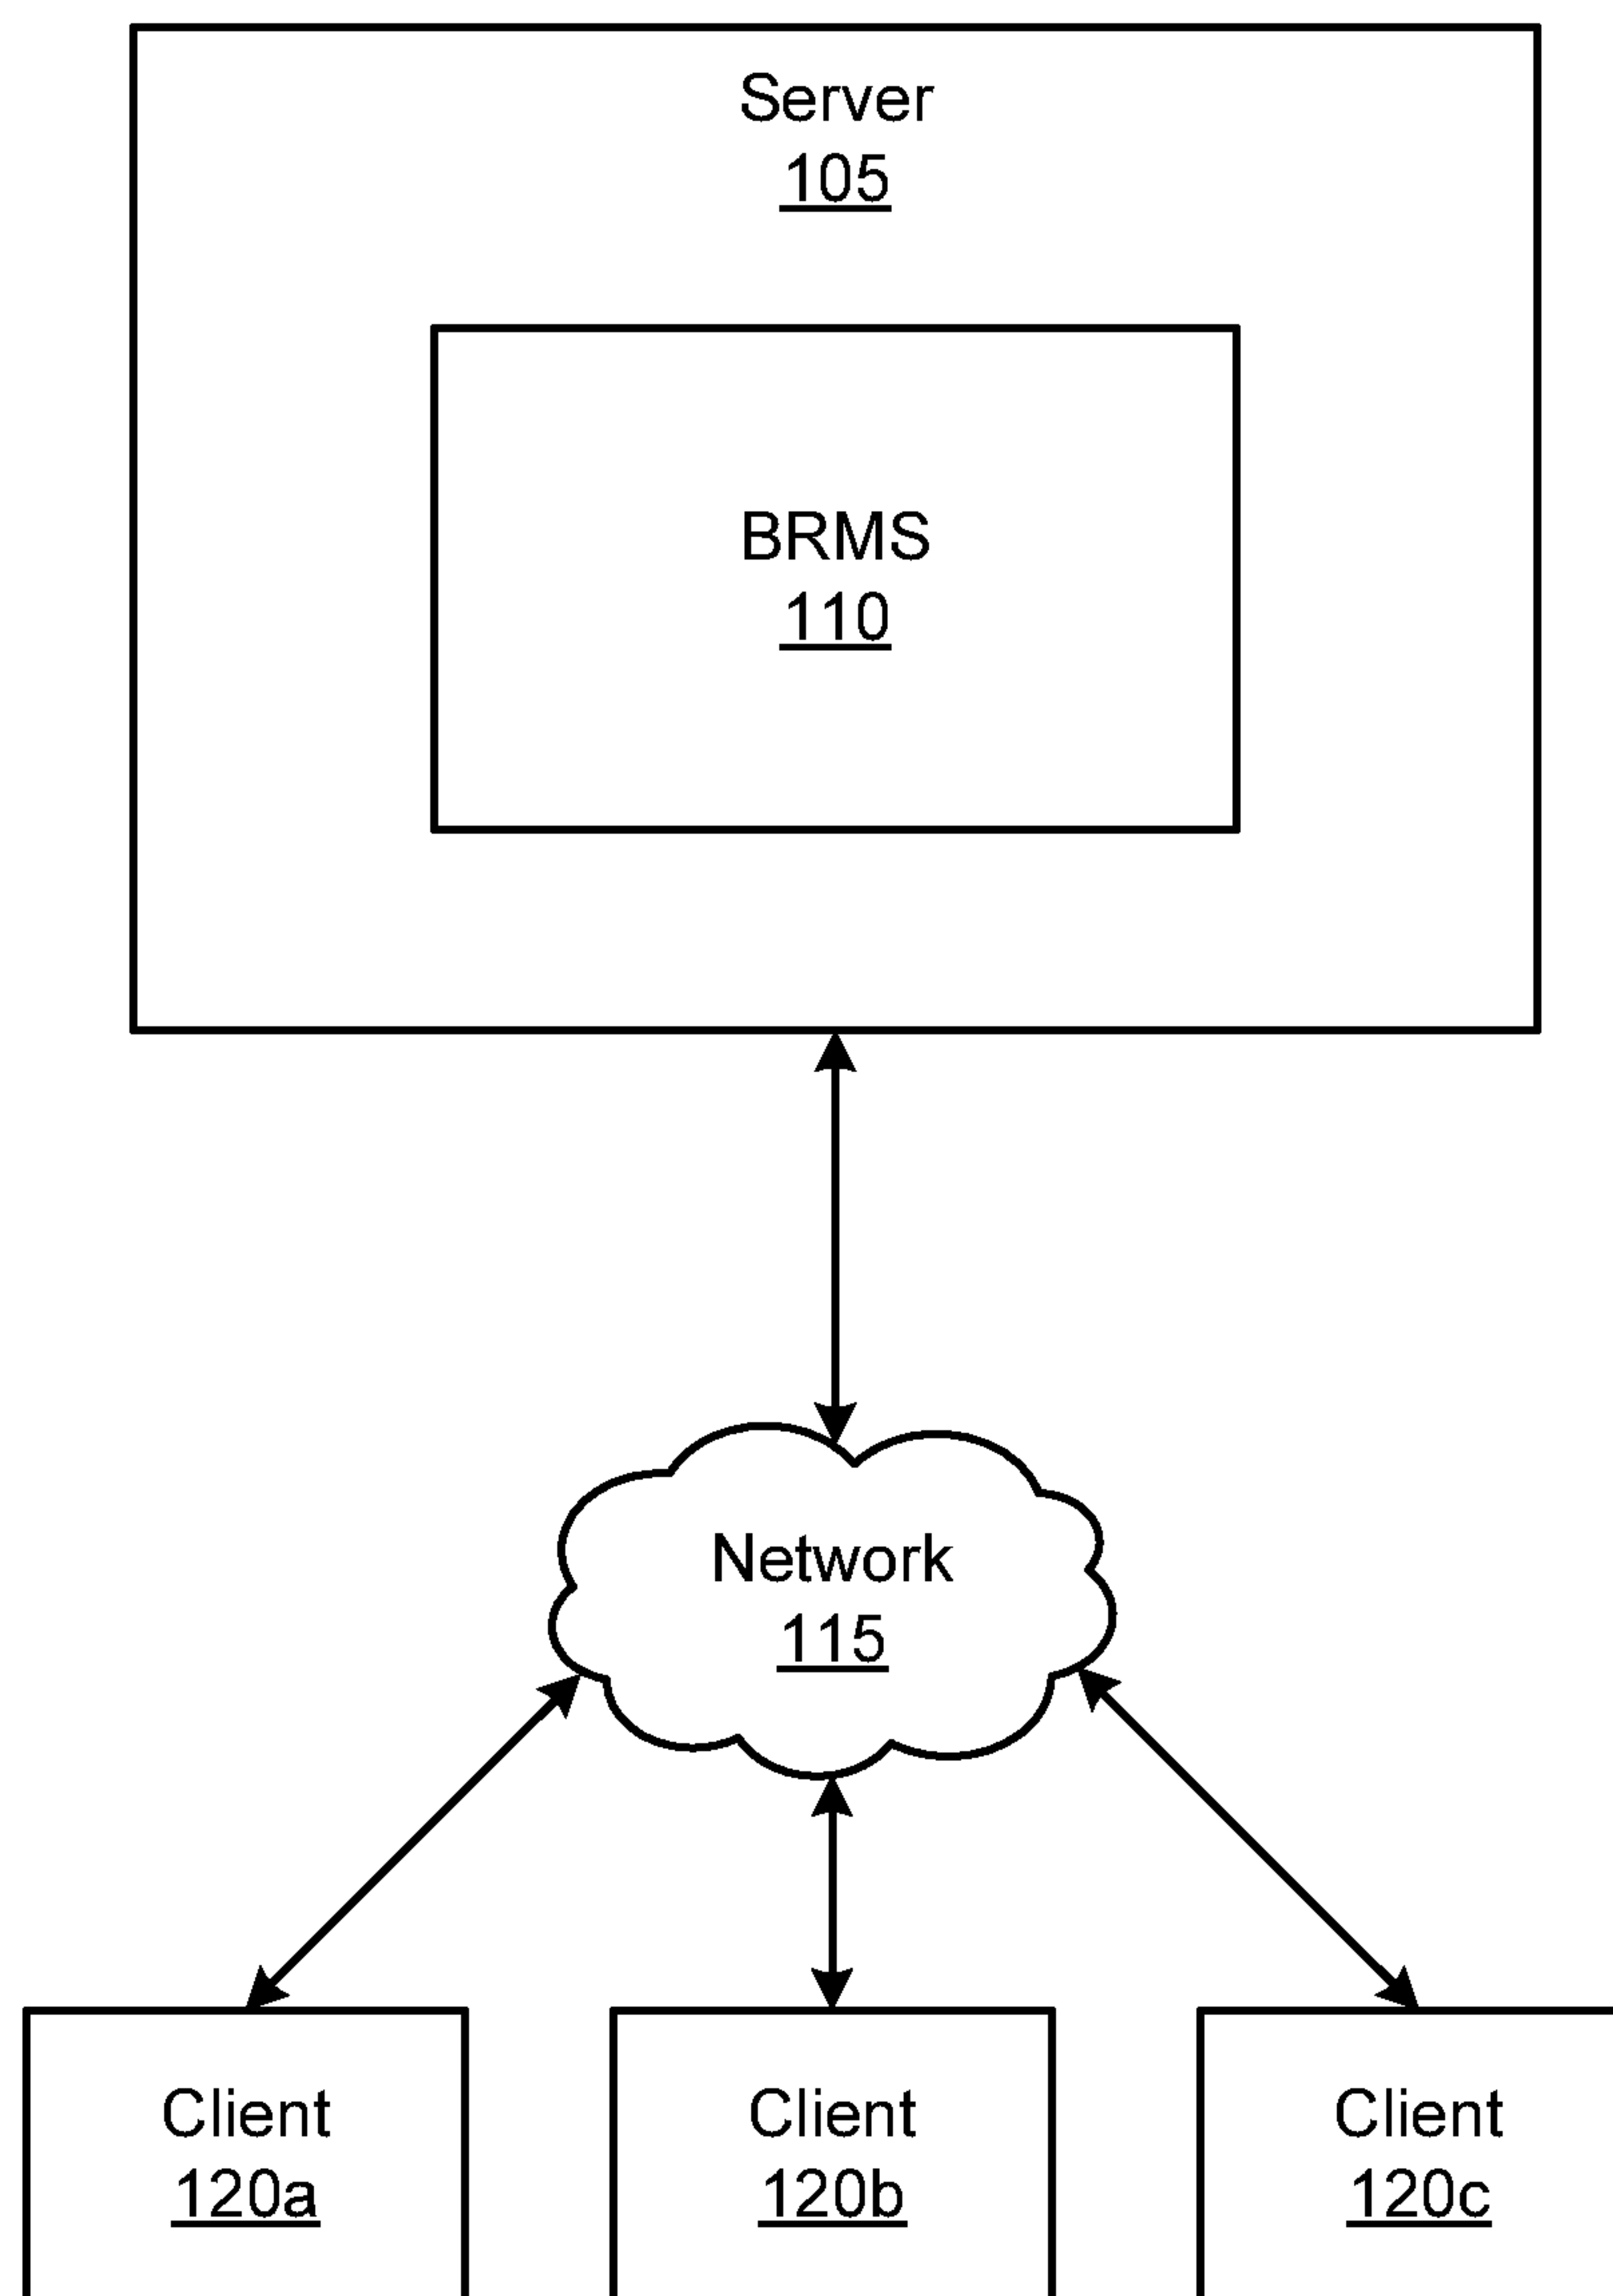 Server
105
BRMS
110
Network
115
Client
120a
Client
120b
Client
120c